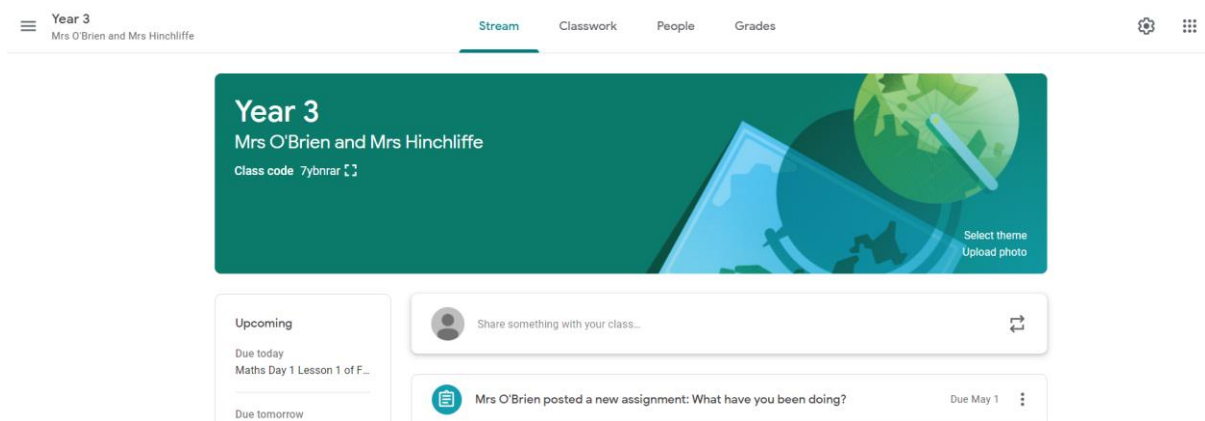 Year 3
Mrs O'Brien and Mrs Hinchliffe
Stream Classwork People Grades
Year 3
Mrs O'Brien and Mrs Hinchliffe
Class code 7ybnrar
Select theme
Upload photo
Upcoming
Due today
Maths Day 1 Lesson 1 of F...
Due tomorrow
Share something with your class...
Mrs O'Brien posted a new assignment: What have you been doing? Due May 1